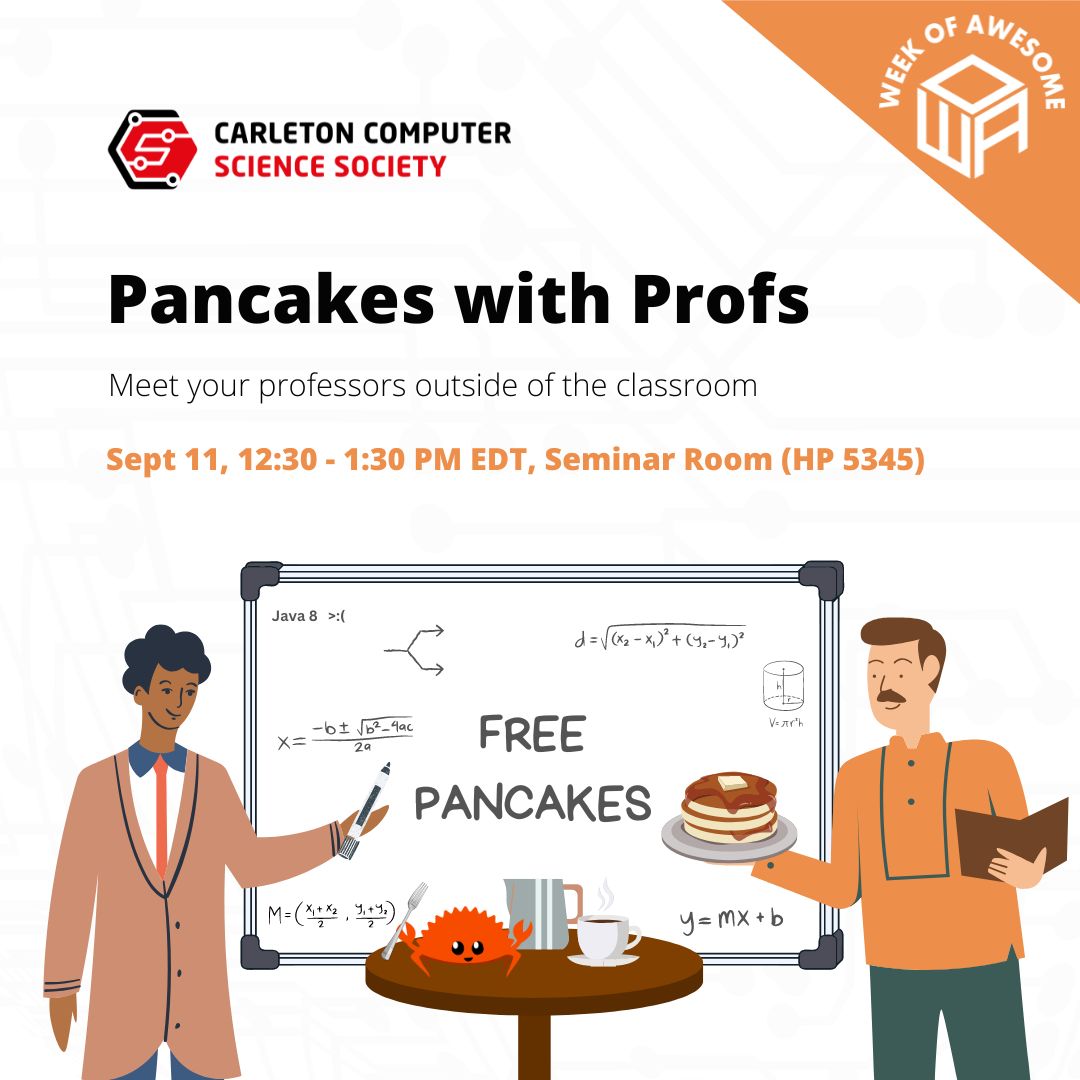 WEEK OF AWESOME
WOA
CARLETON COMPUTER
SCIENCE SOCIETY
Pancakes with Profs
Meet your professors outside of the classroom
Sept 11, 12:30 - 1:30 PM EDT, Seminar Room (HP 5345)
Java 8 >:(
d = √(x₂ - x₁)² + (y₂ - y₁)²
h
r
V = πr²h
x = -b ± √b² - 4ac / 2a
FREE
PANCAKES
M = (x₁ + x₂ / 2 , y₁ + y₂ / 2)
y = mx + b